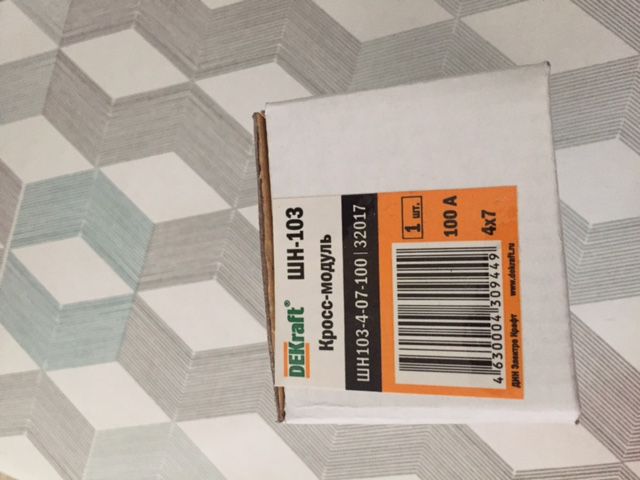 DEKraft® ШН-103
Кросс-модуль
ШН103-4-07-100 | 32017
1 шт.
100 А
4x7
4 630004 309449
www.dekraft.ru
ДИН Электро Крафт